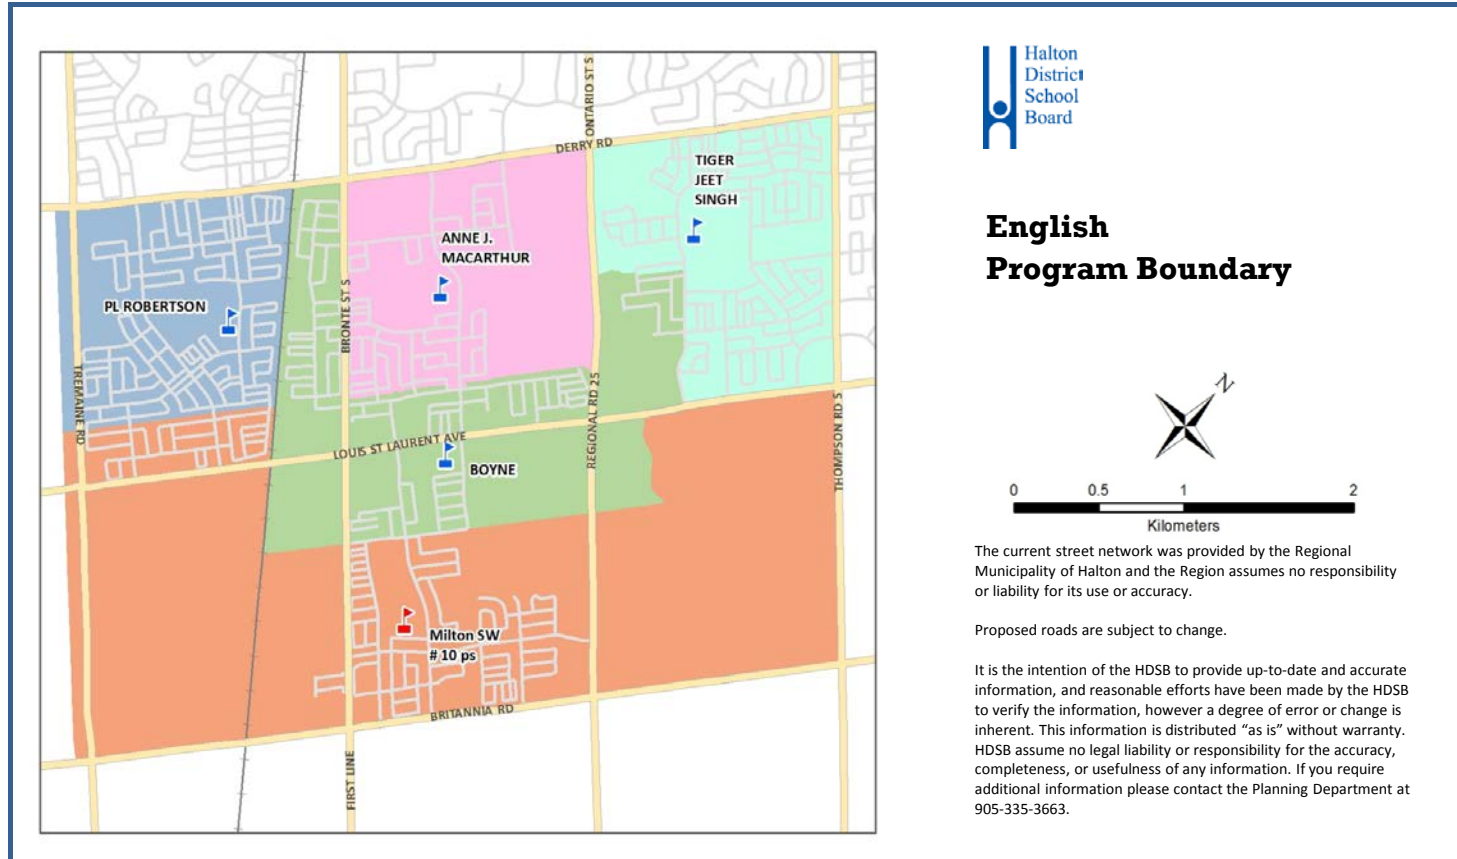 ONTARIO ST S
DERRY RD
TIGER
JEET
SINGH
ANNE J.
MACARTHUR
PL ROBERTSON
BRONTE ST S
TREMAINE RD
REGIONAL RD 25
THOMPSON RD S
LOUIS ST LAURENT AVE
BOYNE
Milton SW
# 10 ps
BRITANNIA RD
FIRST LINE
Halton
District
School
Board
English
Program Boundary
N
0 0.5 1 2
Kilometers
The current street network was provided by the Regional
Municipality of Halton and the Region assumes no responsibility
or liability for its use or accuracy.
Proposed roads are subject to change.
It is the intention of the HDSB to provide up-to-date and accurate
information, and reasonable efforts have been made by the HDSB
to verify the information, however a degree of error or change is
inherent. This information is distributed “as is” without warranty.
HDSB assume no legal liability or responsibility for the accuracy,
completeness, or usefulness of any information. If you require
additional information please contact the Planning Department at
905-335-3663.